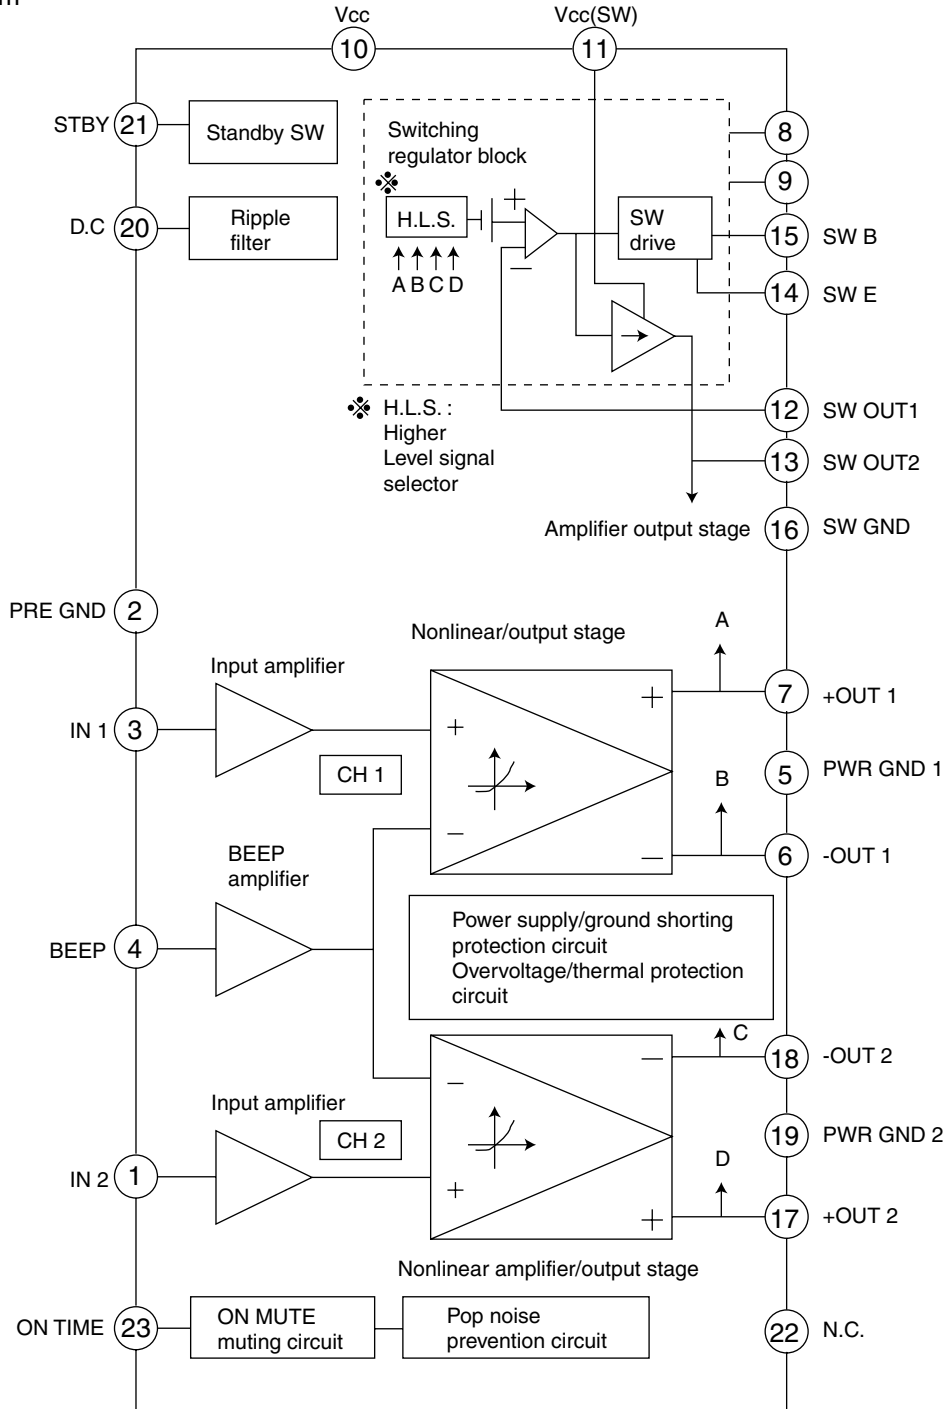 Vcc
Vcc(SW)
10
11
STBY
21
Standby SW
Switching
regulator block
8
9
D.C
20
Ripple
filter
※
H.L.S.
+
−
SW
drive
15
SW B
A B C D
14
SW E
※ H.L.S. :
Higher
Level signal
selector
12
SW OUT1
13
SW OUT2
Amplifier output stage
16
SW GND
PRE GND
2
Nonlinear/output stage
A
Input amplifier
+
7
+OUT 1
IN 1
3
+
CH 1
5
PWR GND 1
B
−
−
6
-OUT 1
BEEP
amplifier
BEEP
4
Power supply/ground shorting
protection circuit
Overvoltage/thermal protection
circuit
C
−
18
-OUT 2
−
Input amplifier
CH 2
19
PWR GND 2
D
IN 2
1
+
+
17
+OUT 2
Nonlinear amplifier/output stage
ON TIME
23
ON MUTE
muting circuit
Pop noise
prevention circuit
22
N.C.